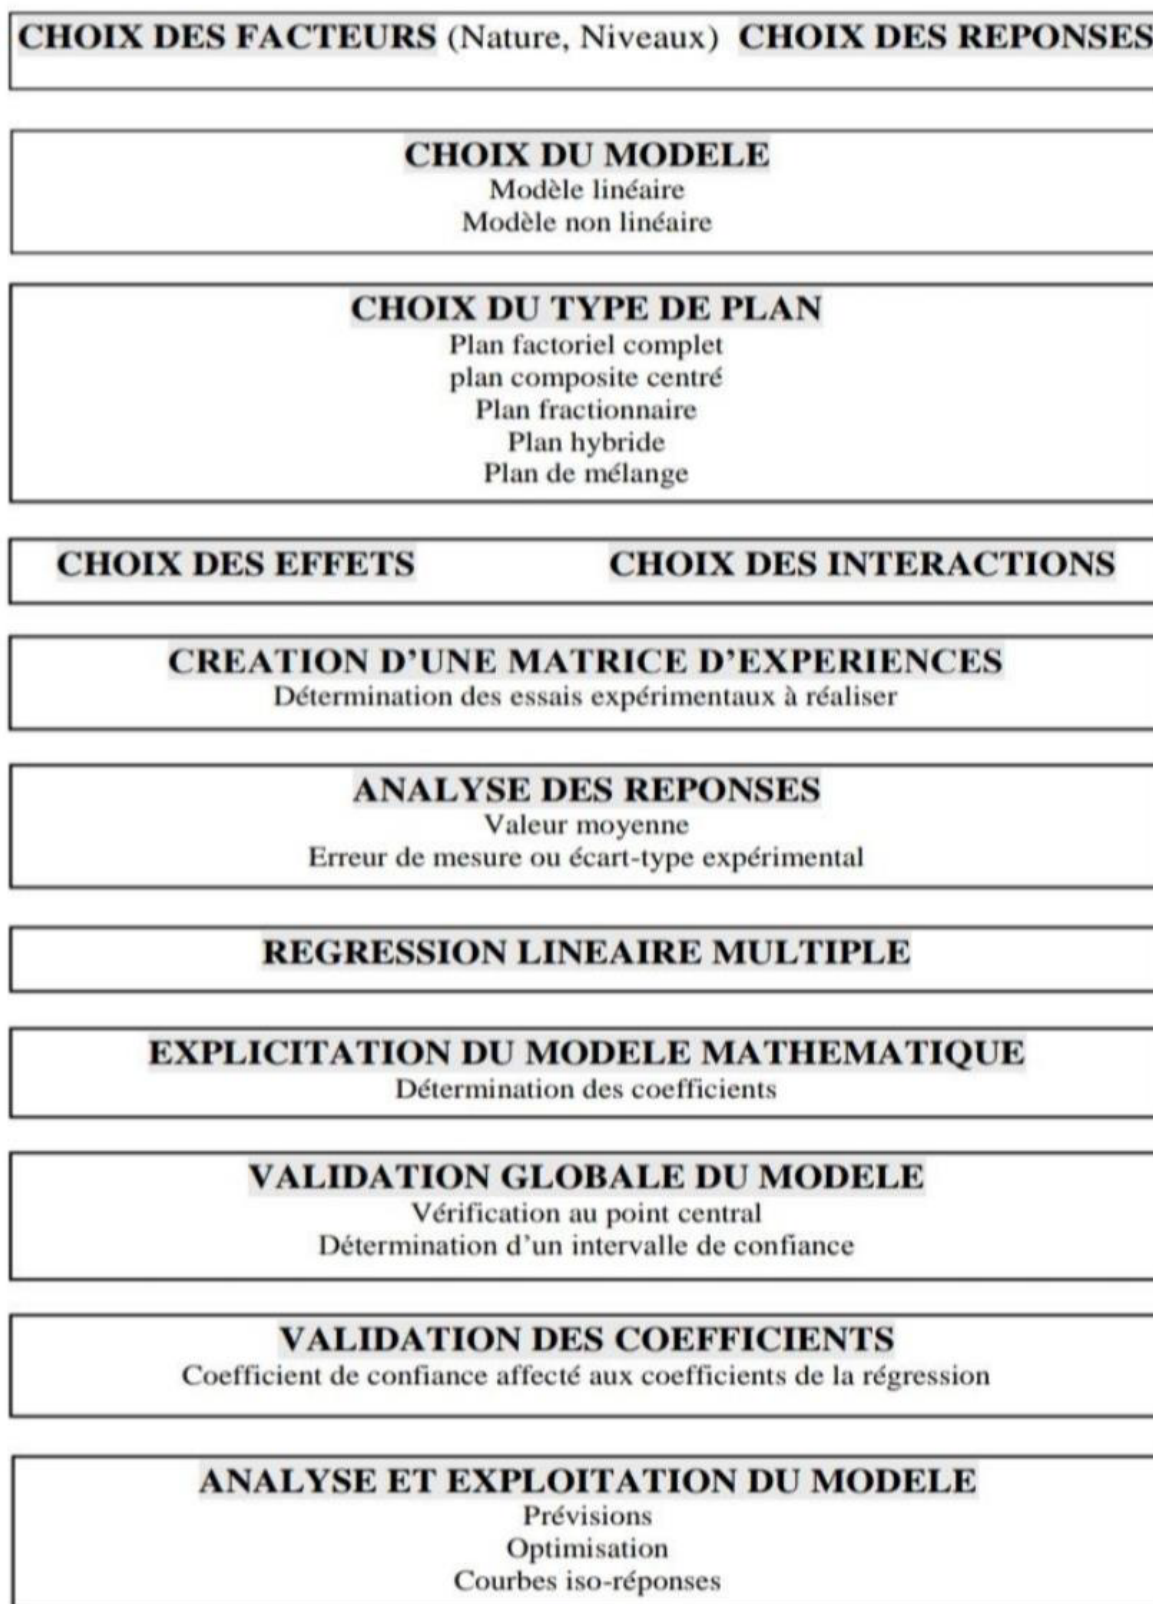 CHOIX DES FACTEURS (Nature, Niveaux) CHOIX DES REPONSES
CHOIX DU MODELE
Modèle linéaire
Modèle non linéaire
CHOIX DU TYPE DE PLAN
Plan factoriel complet
plan composite centré
Plan fractionnaire
Plan hybride
Plan de mélange
CHOIX DES EFFETS CHOIX DES INTERACTIONS
CREATION D’UNE MATRICE D’EXPERIENCES
Détermination des essais expérimentaux à réaliser
ANALYSE DES REPONSES
Valeur moyenne
Erreur de mesure ou écart-type expérimental
REGRESSION LINEAIRE MULTIPLE
EXPLICITATION DU MODELE MATHEMATIQUE
Détermination des coefficients
VALIDATION GLOBALE DU MODELE
Vérification au point central
Détermination d’un intervalle de confiance
VALIDATION DES COEFFICIENTS
Coefficient de confiance affecté aux coefficients de la régression
ANALYSE ET EXPLOITATION DU MODELE
Prévisions
Optimisation
Courbes iso-réponses